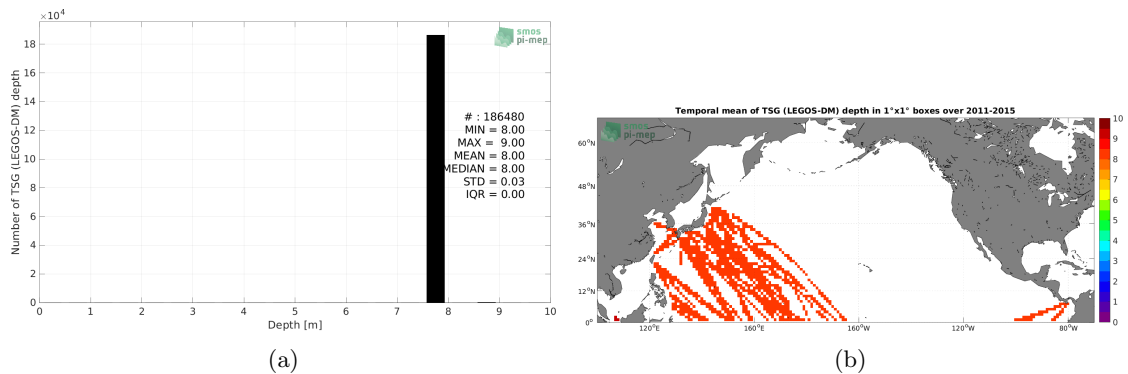 ×10⁴
18
16
14
12
10
8
6
4
2
0
Number of TSG (LEGOS-DM) depth
smos
pi-mep
# : 186480
MIN = 8.00
MAX = 9.00
MEAN = 8.00
MEDIAN = 8.00
STD = 0.03
IQR = 0.00
0 1 2 3 4 5 6 7 8 9 10
Depth [m]
(a)
Temporal mean of TSG (LEGOS-DM) depth in 1°x1° boxes over 2011-2015
smos
pi-mep
60°N
48°N
36°N
24°N
12°N
0°
120°E 160°E 160°W 120°W 80°W
10
9
8
7
6
5
4
3
2
1
0
(b)